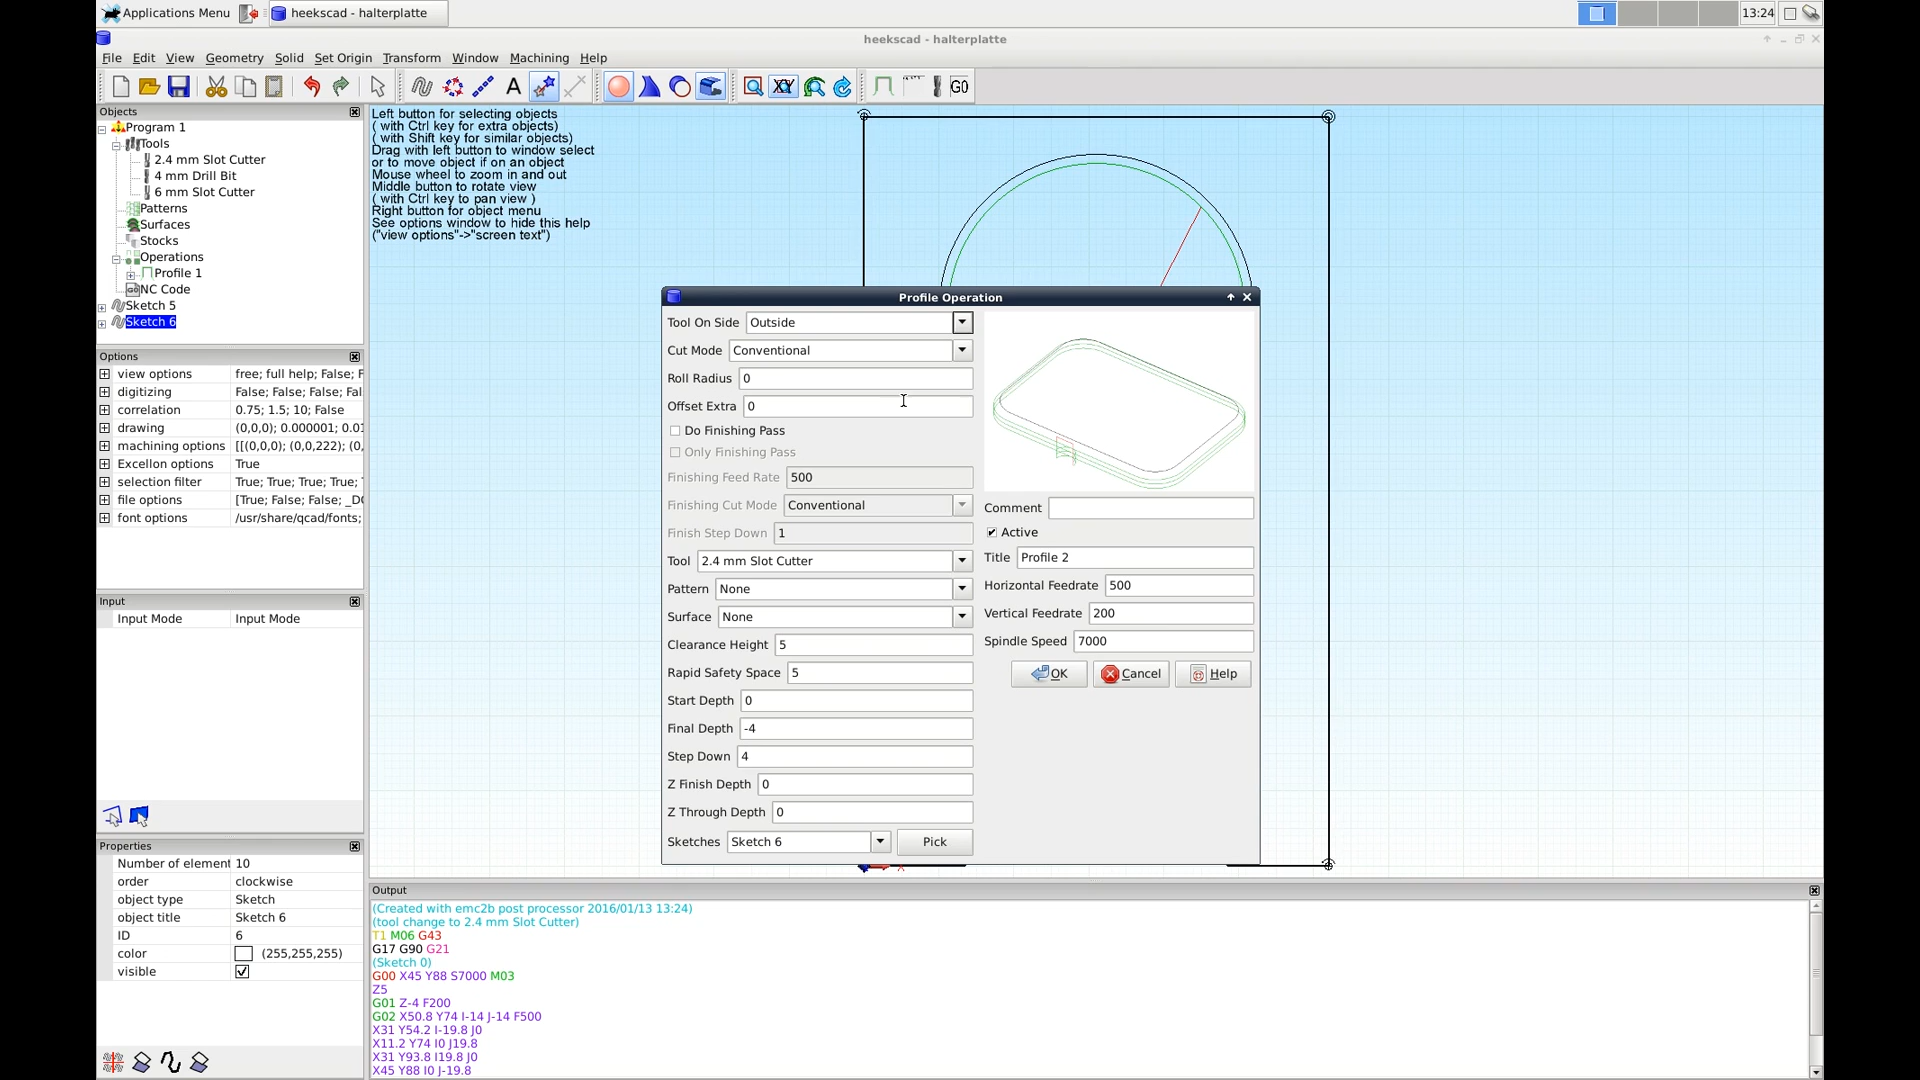 Applications Menu
heekscad - halterplatte
13:24
heekscad - halterplatte
File Edit View Geometry Solid Set Origin Transform Window Machining Help
A
XY
G0
Objects
Program 1
Tools
2.4 mm Slot Cutter
4 mm Drill Bit
6 mm Slot Cutter
Patterns
Surfaces
Stocks
Operations
Profile 1
NC Code
Sketch 5
Sketch 6
Options
view options free; full help; False; F
digitizing False; False; False; Fal
correlation 0.75; 1.5; 10; False
drawing (0,0,0); 0.000001; 0.01
machining options [[(0,0,0); (0,0,222); (0,
Excellon options True
selection filter True; True; True; True;
file options [True; False; False; _D
font options /usr/share/qcad/fonts;
Input
Input Mode Input Mode
Properties
Number of element 10
order clockwise
object type Sketch
object title Sketch 6
ID 6
color (255,255,255)
visible
Left button for selecting objects
( with Ctrl key for extra objects)
( with Shift key for similar objects)
Drag with left button to window select
or to move object if on an object
Mouse wheel to zoom in and out
Middle button to rotate view
( with Ctrl key to pan view )
Right button for object menu
See options window to hide this help
("view options"->"screen text")
Profile Operation
Tool On Side Outside
Cut Mode Conventional
Roll Radius 0
Offset Extra 0
Do Finishing Pass
Only Finishing Pass
Finishing Feed Rate 500
Finishing Cut Mode Conventional
Finish Step Down 1
Tool 2.4 mm Slot Cutter
Pattern None
Surface None
Clearance Height 5
Rapid Safety Space 5
Start Depth 0
Final Depth -4
Step Down 4
Z Finish Depth 0
Z Through Depth 0
Sketches Sketch 6 Pick
Comment
Active
Title Profile 2
Horizontal Feedrate 500
Vertical Feedrate 200
Spindle Speed 7000
OK Cancel Help
Output
(Created with emc2b post processor 2016/01/13 13:24)
(tool change to 2.4 mm Slot Cutter)
T1 M06 G43
G17 G90 G21
(Sketch 0)
G00 X45 Y88 S7000 M03
Z5
G01 Z-4 F200
G02 X50.8 Y74 I-14 J-14 F500
X31 Y54.2 I-19.8 J0
X11.2 Y74 I0 J19.8
X31 Y93.8 I19.8 J0
X45 Y88 I0 J-19.8